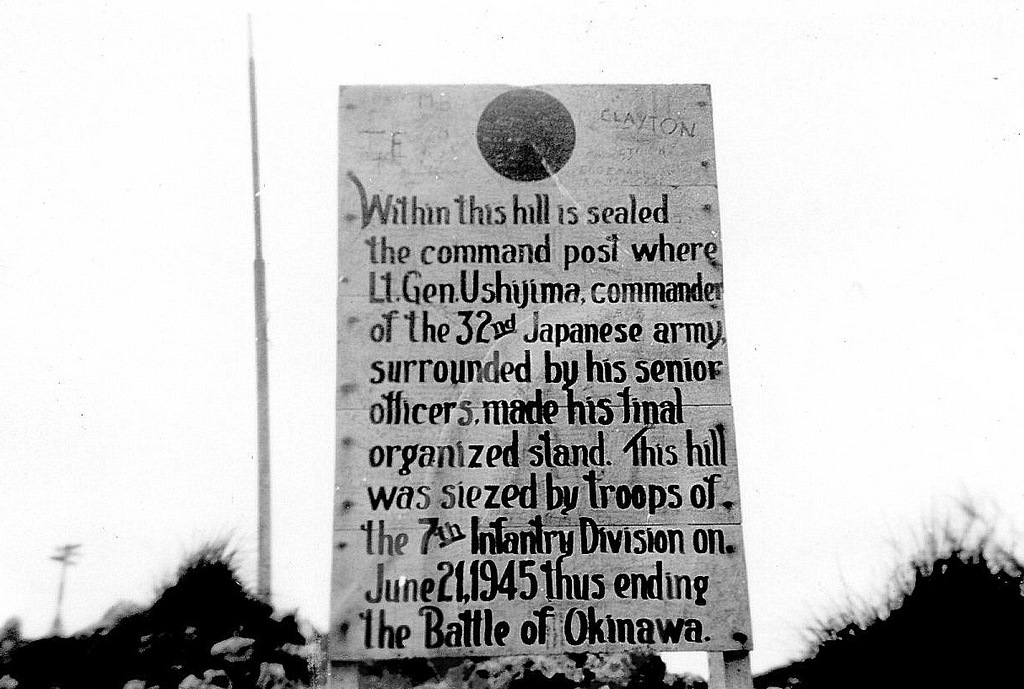 CLAYTON
Within this hill is sealed
the command post where
Lt. Gen. Ushijima, commander
of the 32nd Japanese army,
surrounded by his senior
officers, made his final
organized stand. This hill
was siezed by troops of
the 7th Infantry Division on
June 21, 1945 thus ending
the Battle of Okinawa.